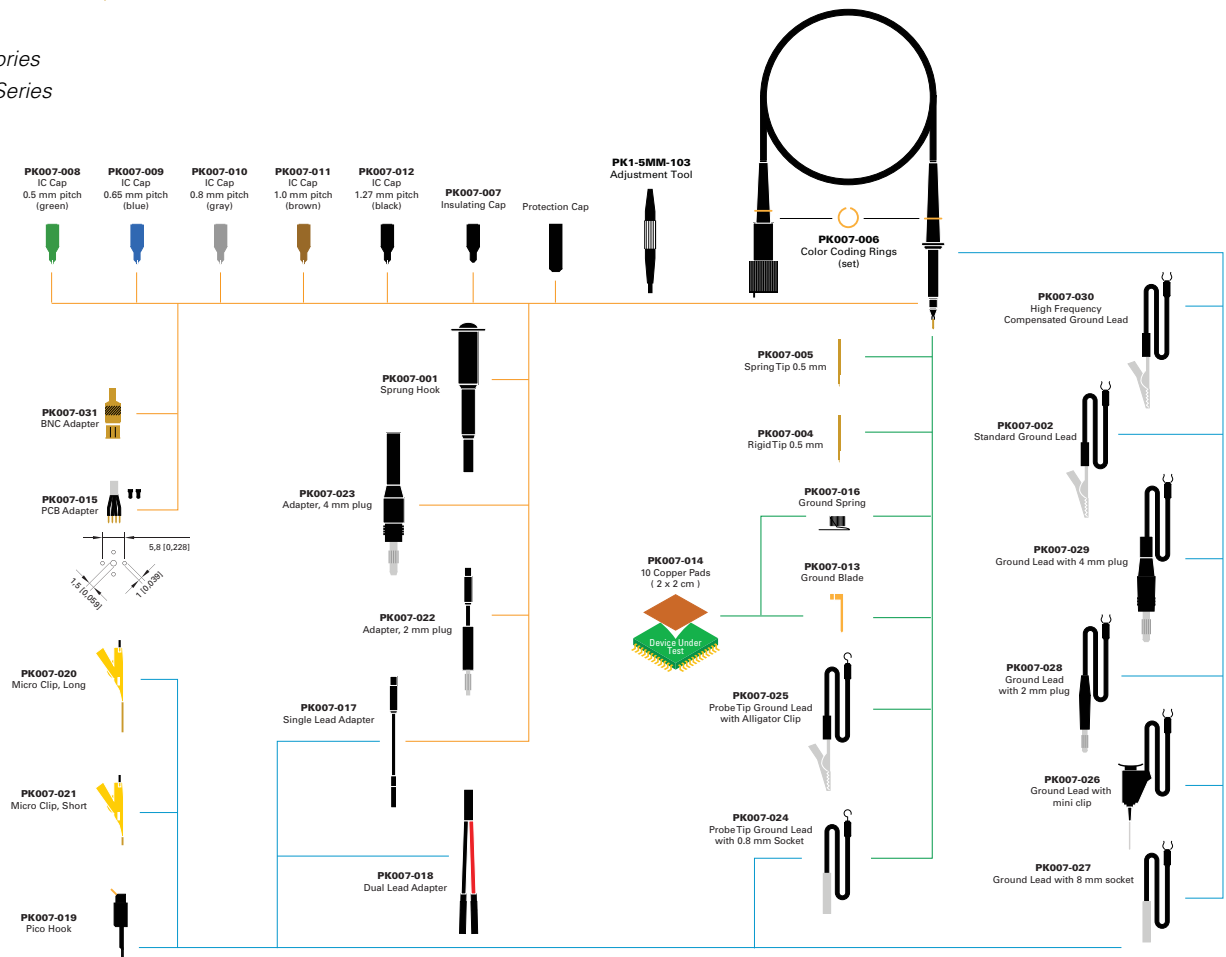 ories
Series
PK007-008
IC Cap
0.5 mm pitch
(green)
PK007-009
IC Cap
0.65 mm pitch
(blue)
PK007-010
IC Cap
0.8 mm pitch
(gray)
PK007-011
IC Cap
1.0 mm pitch
(brown)
PK007-012
IC Cap
1.27 mm pitch
(black)
PK007-007
Insulating Cap
Protection Cap
PK1-5MM-103
Adjustment Tool
PK007-006
Color Coding Rings
(set)
PK007-030
High Frequency
Compensated Ground Lead
PK007-001
Sprung Hook
PK007-005
Spring Tip 0.5 mm
PK007-031
BNC Adapter
PK007-004
Rigid Tip 0.5 mm
PK007-002
Standard Ground Lead
PK007-015
PCB Adapter
5,8 [0,228]
1,5 [0,059]
1 [0,039]
PK007-023
Adapter, 4 mm plug
PK007-016
Ground Spring
PK007-014
10 Copper Pads
( 2 x 2 cm )
Device Under
Test
PK007-013
Ground Blade
PK007-029
Ground Lead with 4 mm plug
PK007-022
Adapter, 2 mm plug
PK007-020
Micro Clip, Long
PK007-017
Single Lead Adapter
PK007-025
Probe Tip Ground Lead
with Alligator Clip
PK007-028
Ground Lead
with 2 mm plug
PK007-021
Micro Clip, Short
PK007-026
Ground Lead with
mini clip
PK007-024
Probe Tip Ground Lead
with 0.8 mm Socket
PK007-018
Dual Lead Adapter
PK007-027
Ground Lead with 8 mm socket
PK007-019
Pico Hook